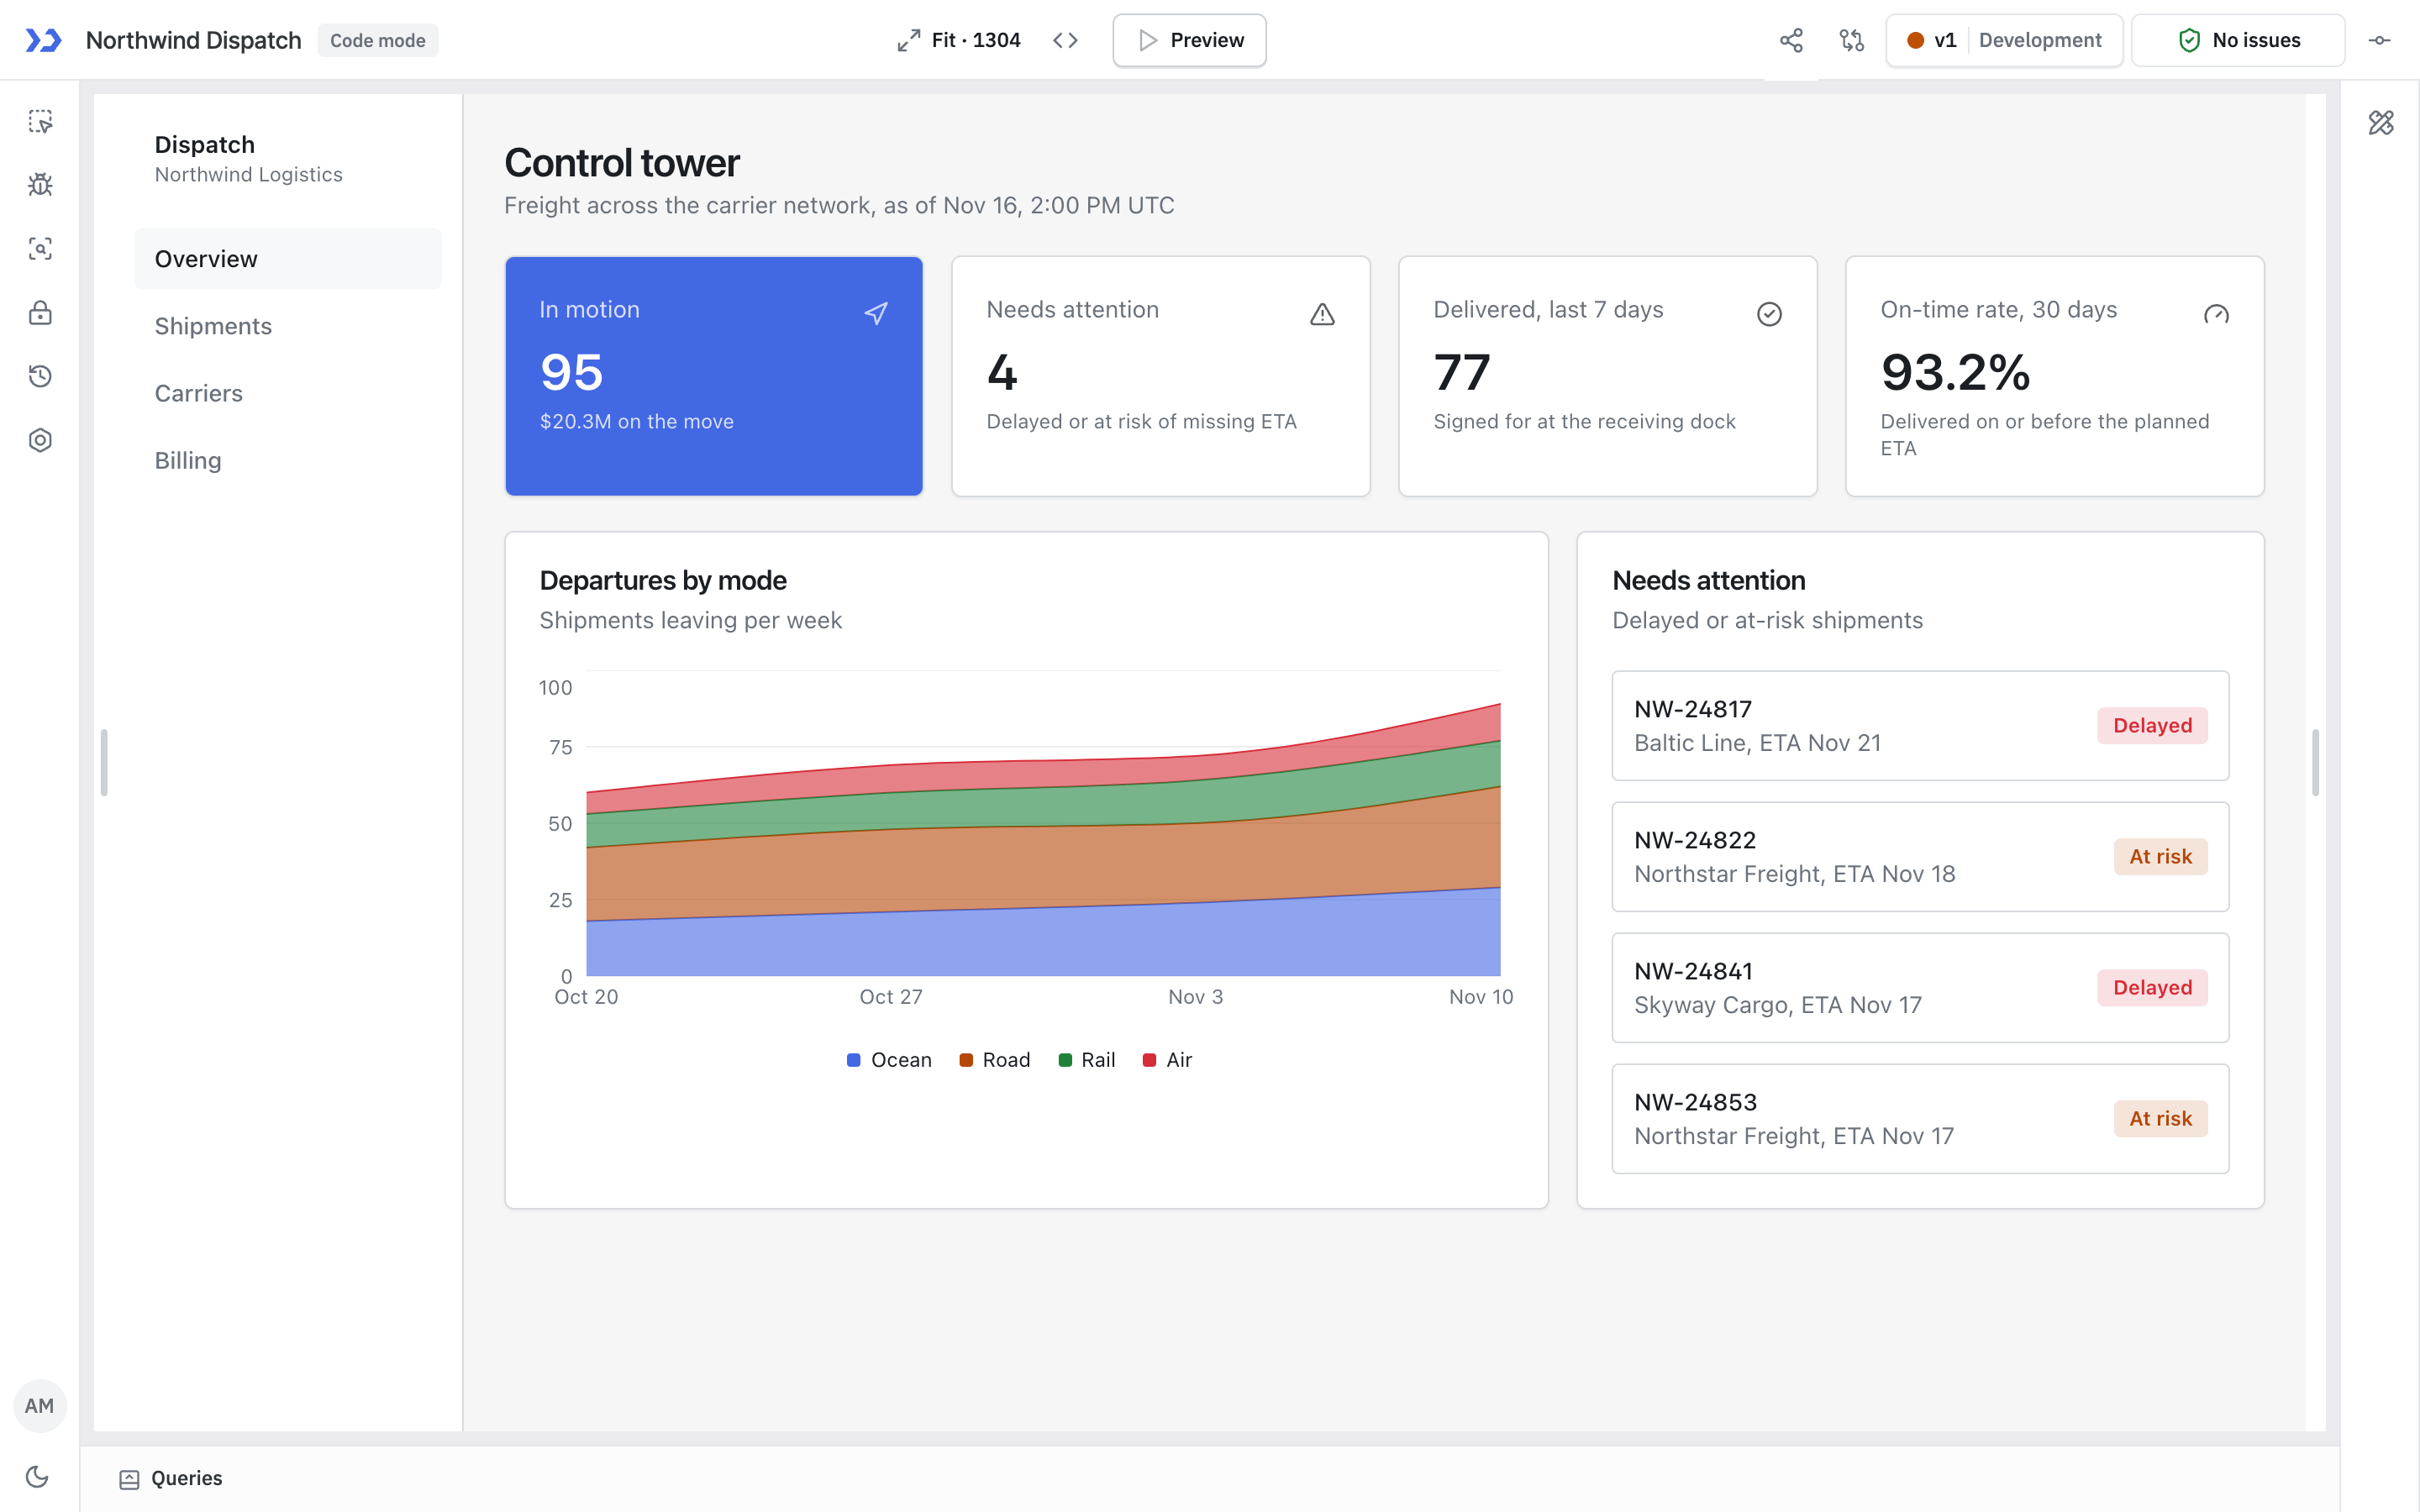 Northwind Dispatch
Code mode
Fit · 1304
Preview
v1
Development
No issues
Dispatch
Northwind Logistics
Overview
Shipments
Carriers
Billing
AM
Control tower
Freight across the carrier network, as of Nov 16, 2:00 PM UTC
In motion
95
$20.3M on the move
Needs attention
4
Delayed or at risk of missing ETA
Delivered, last 7 days
77
Signed for at the receiving dock
On-time rate, 30 days
93.2%
Delivered on or before the planned
ETA
Departures by mode
Shipments leaving per week
100
75
50
25
0
Oct 20
Oct 27
Nov 3
Nov 10
Ocean
Road
Rail
Air
Needs attention
Delayed or at-risk shipments
NW-24817
Baltic Line, ETA Nov 21
Delayed
NW-24822
Northstar Freight, ETA Nov 18
At risk
NW-24841
Skyway Cargo, ETA Nov 17
Delayed
NW-24853
Northstar Freight, ETA Nov 17
At risk
Queries